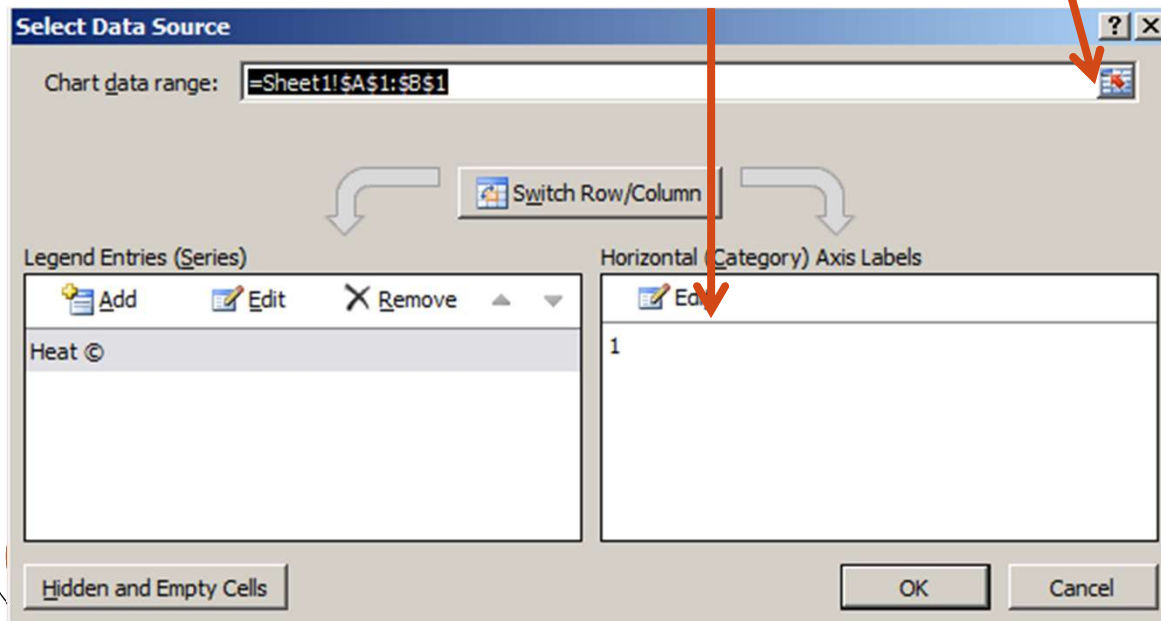 Select Data Source
Chart data range: =Sheet1!$A$1:$B$1
Switch Row/Column
Legend Entries (Series)
Horizontal (Category) Axis Labels
Add Edit Remove
Edit
Heat ©
1
Hidden and Empty Cells
OK
Cancel